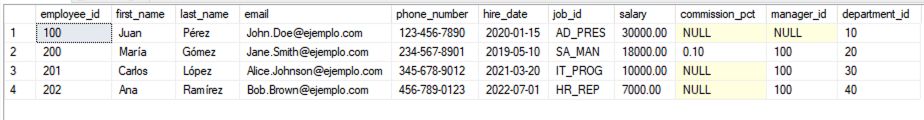 employee_id first_name last_name email phone_number hire_date job_id salary commission_pct manager_id department_id
1 100 Juan Pérez John.Doe@ejemplo.com 123-456-7890 2020-01-15 AD_PRES 30000.00 NULL NULL 10
2 200 María Gómez Jane.Smith@ejemplo.com 234-567-8901 2019-05-10 SA_MAN 18000.00 0.10 100 20
3 201 Carlos López Alice.Johnson@ejemplo.com 345-678-9012 2021-03-20 IT_PROG 10000.00 NULL 100 30
4 202 Ana Ramírez Bob.Brown@ejemplo.com 456-789-0123 2022-07-01 HR_REP 7000.00 NULL 100 40